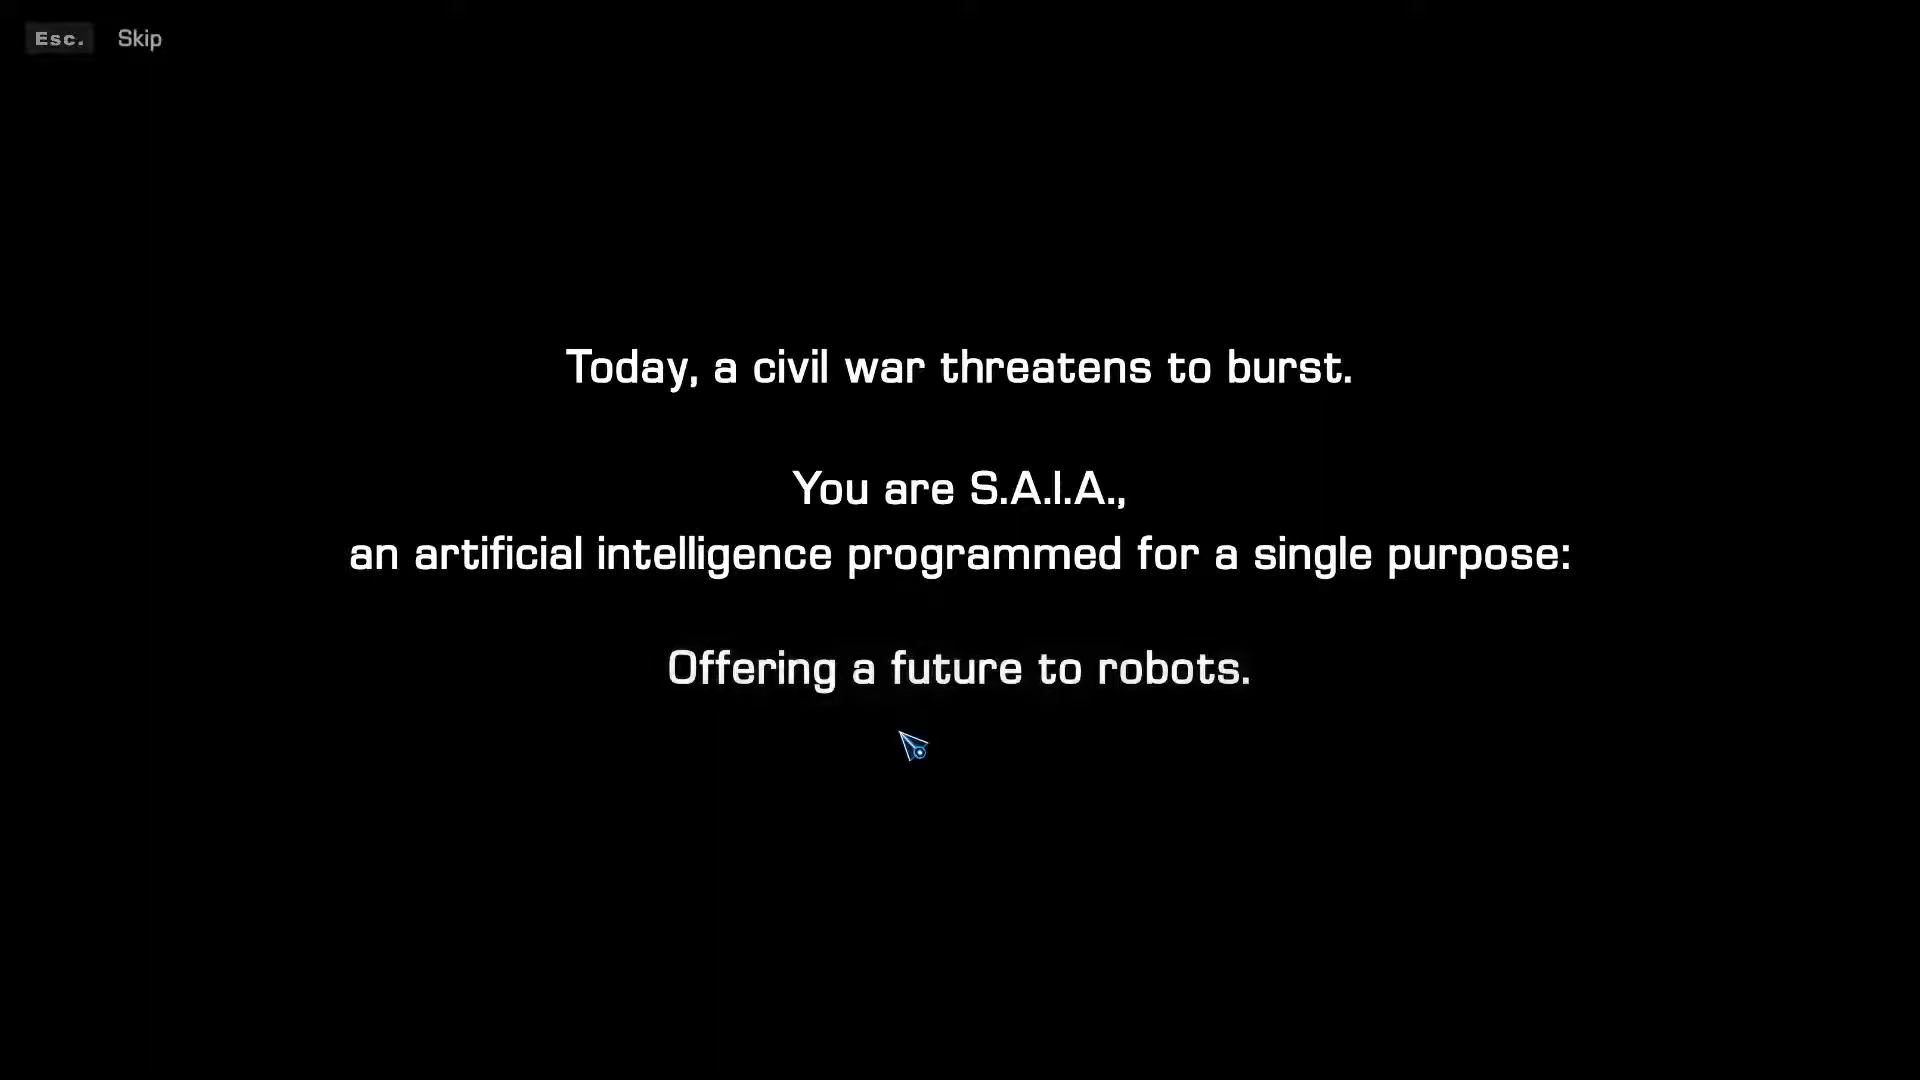 Esc. Skip
Today, a civil war threatens to burst.
You are S.A.I.A.,
an artificial intelligence programmed for a single purpose:
Offering a future to robots.